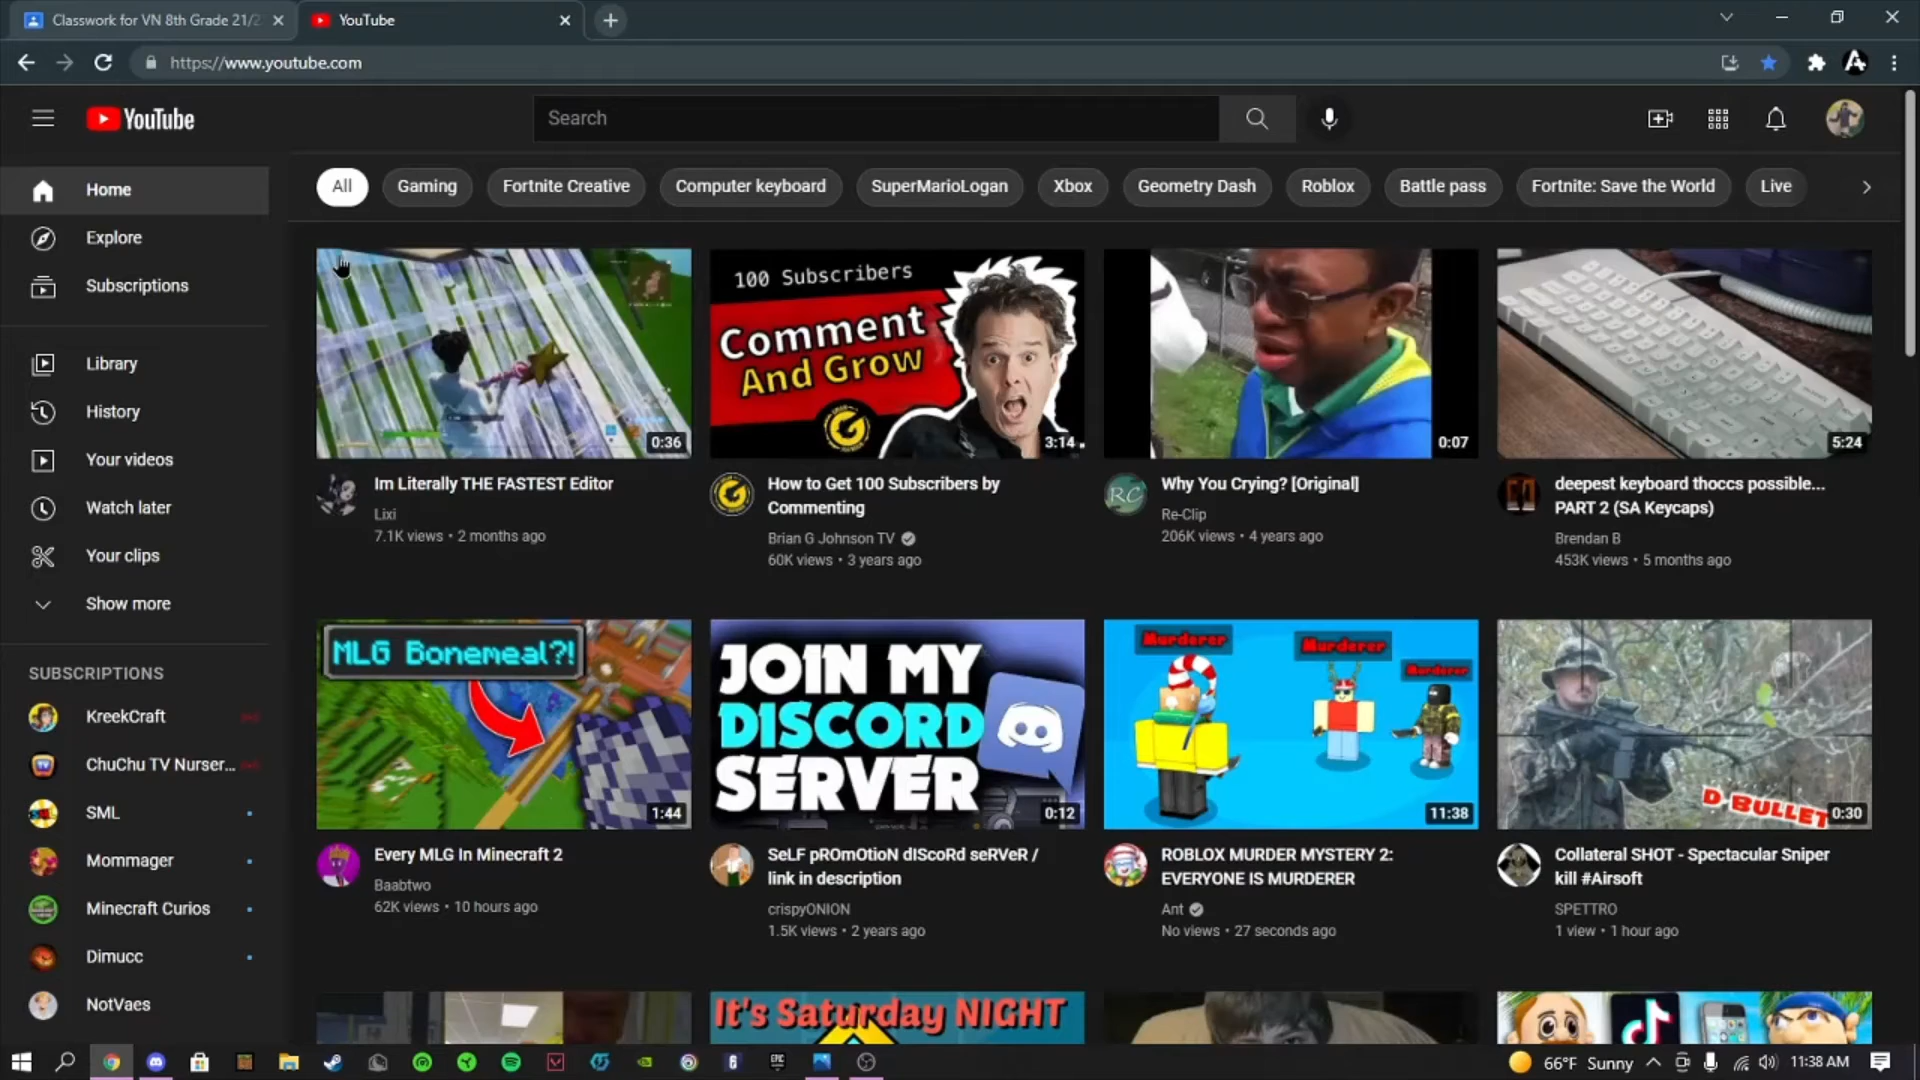 Classwork for VN 8th Grade 21/2
YouTube
https://www.youtube.com
YouTube
Search
Home
Explore
Subscriptions
Library
History
Your videos
Watch later
Your clips
Show more
SUBSCRIPTIONS
KreekCraft
ChuChu TV Nurser...
SML
Mommager
Minecraft Curios
Dimucc
NotVaes
All
Gaming
Fortnite Creative
Computer keyboard
SuperMarioLogan
Xbox
Geometry Dash
Roblox
Battle pass
Fortnite: Save the World
Live
0:36
Im Literally THE FASTEST Editor
Lixi
7.1K views • 2 months ago
100 Subscribers
Comment
And Grow
3:14
How to Get 100 Subscribers by
Commenting
Brian G Johnson TV
60K views • 3 years ago
0:07
RC
Why You Crying? [Original]
Re-Clip
206K views • 4 years ago
5:24
deepest keyboard thoccs possible...
PART 2 (SA Keycaps)
Brendan B
453K views • 5 months ago
MLG Bonemeal?!
1:44
Every MLG In Minecraft 2
Baabtwo
62K views • 10 hours ago
JOIN MY
DISCORD
SERVER
0:12
SeLF pROmOtioN dIScoRd seRVeR /
link in description
crispyONION
1.5K views • 2 years ago
Murderer
Murderer
Murderer
11:38
ROBLOX MURDER MYSTERY 2:
EVERYONE IS MURDERER
Ant
No views • 27 seconds ago
D BULLET
0:30
Collateral SHOT - Spectacular Sniper
kill #Airsoft
SPETTRO
1 view • 1 hour ago
It's Saturday NIGHT
66°F Sunny
11:38 AM